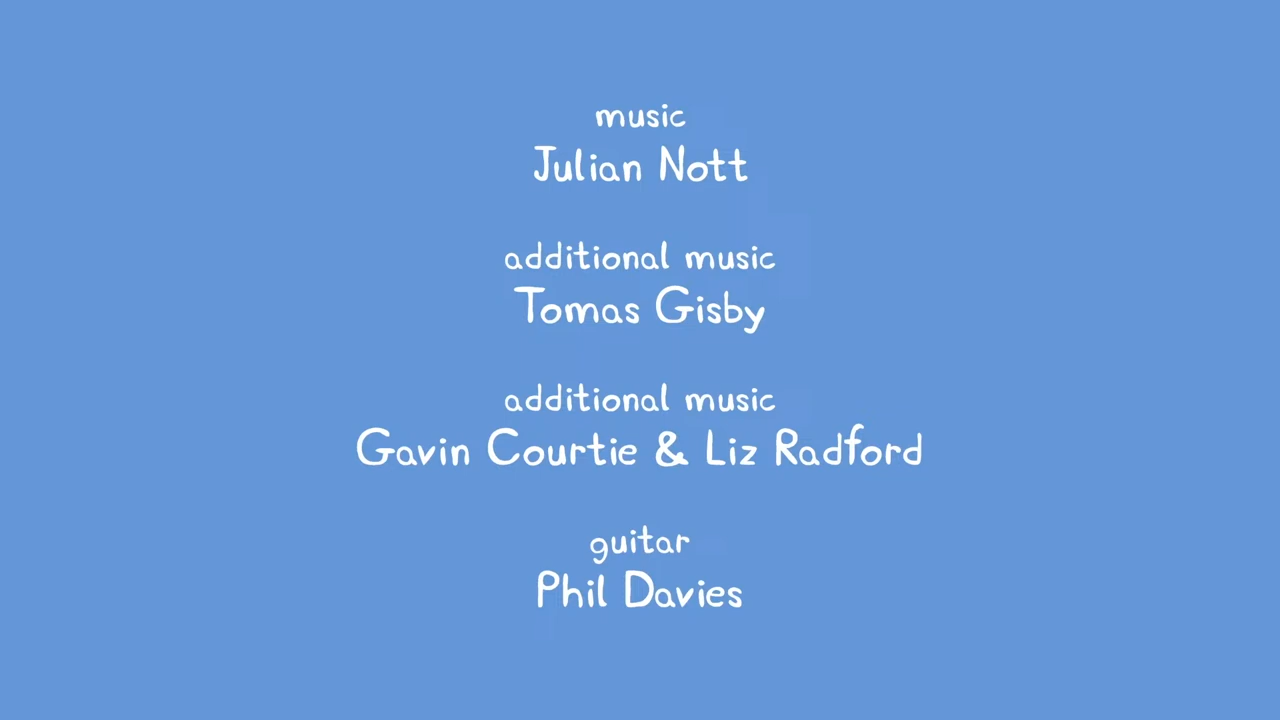 music
Julian Nott
additional music
Tomas Gisby
additional music
Gavin Courtie & Liz Radford
guitar
Phil Davies